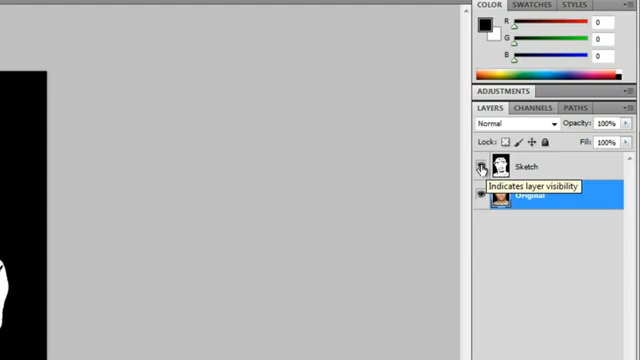 COLOR SWATCHES STYLES
R 0
G 0
B 0
ADJUSTMENTS
LAYERS CHANNELS PATHS
Normal Opacity: 100%
Lock: Fill: 100%
Sketch
Indicates layer visibility
Original